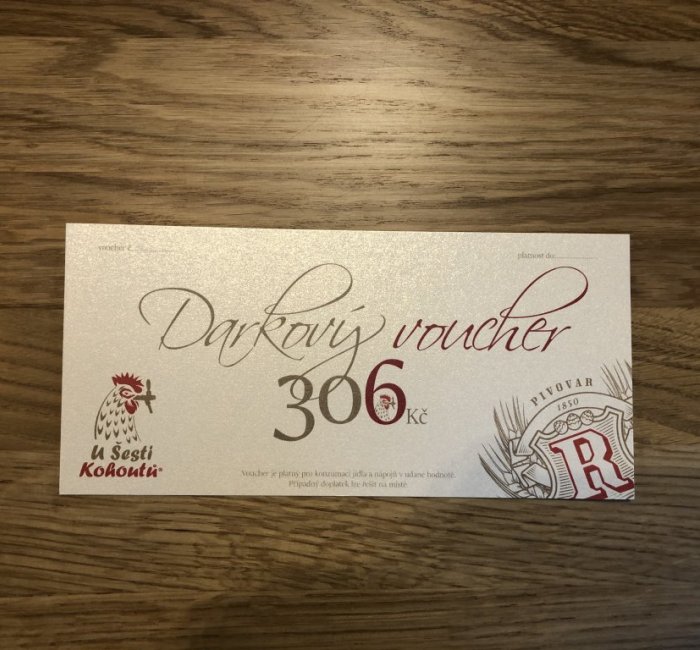 voucher č.
platnost do:
Darkový voucher
306 Kč
U Šesti
Kohoutů®
PIVOVAR
1850
R
Voucher je platný pro konzumaci jídla a nápojů v udané hodnotě.
Případný doplatek lze řešit na místě.